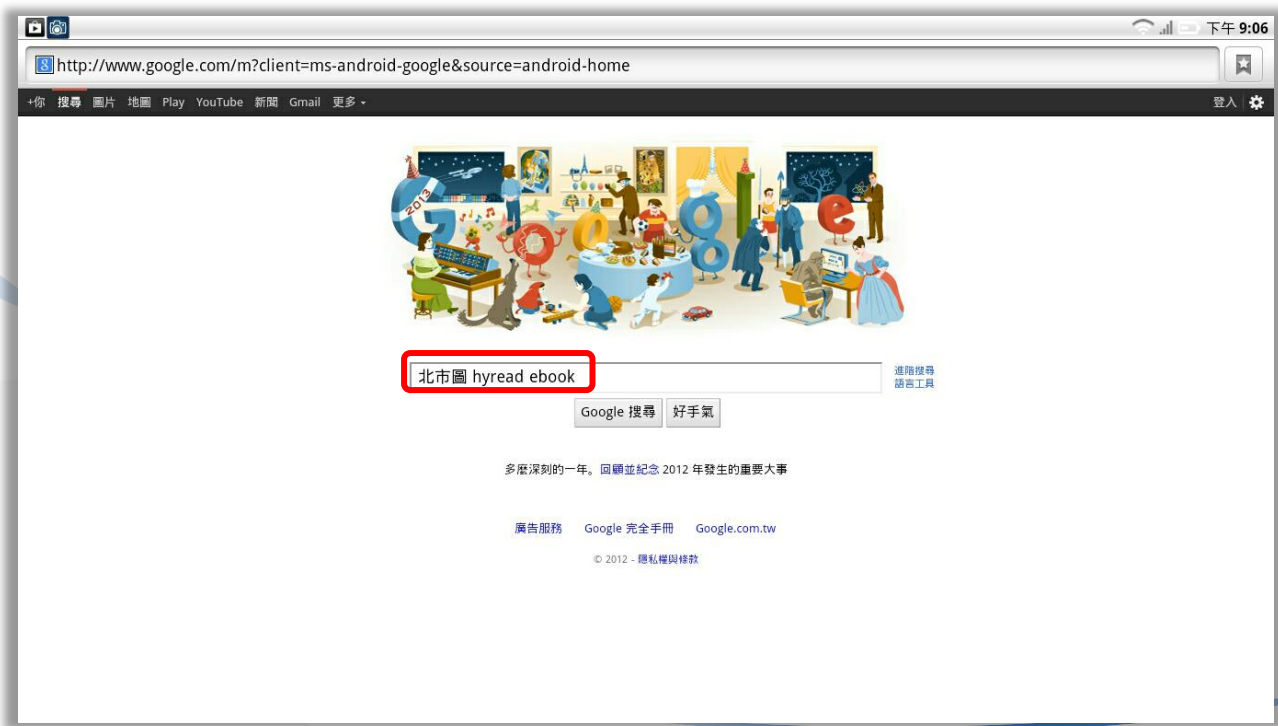 下午 9:06
8 http://www.google.com/m?client=ms-android-google&source=android-home
+你 搜尋 圖片 地圖 Play YouTube 新聞 Gmail 更多 登入
2013
Google
北市圖 hyread ebook
進階搜尋
語言工具
Google 搜尋 好手氣
多麼深刻的一年。回顧並紀念 2012 年發生的重要大事
廣告服務 Google 完全手冊 Google.com.tw
© 2012 - 隱私權與條款